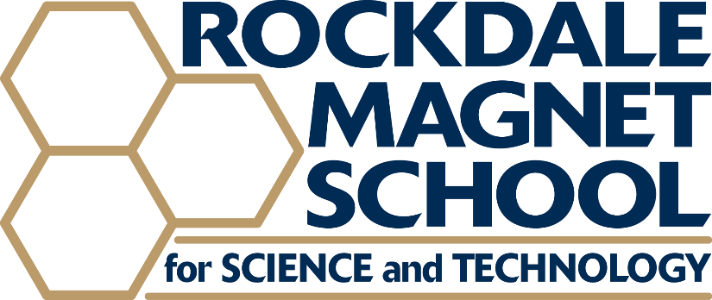 ROCKDALE
MAGNET
SCHOOL
for SCIENCE and TECHNOLOGY